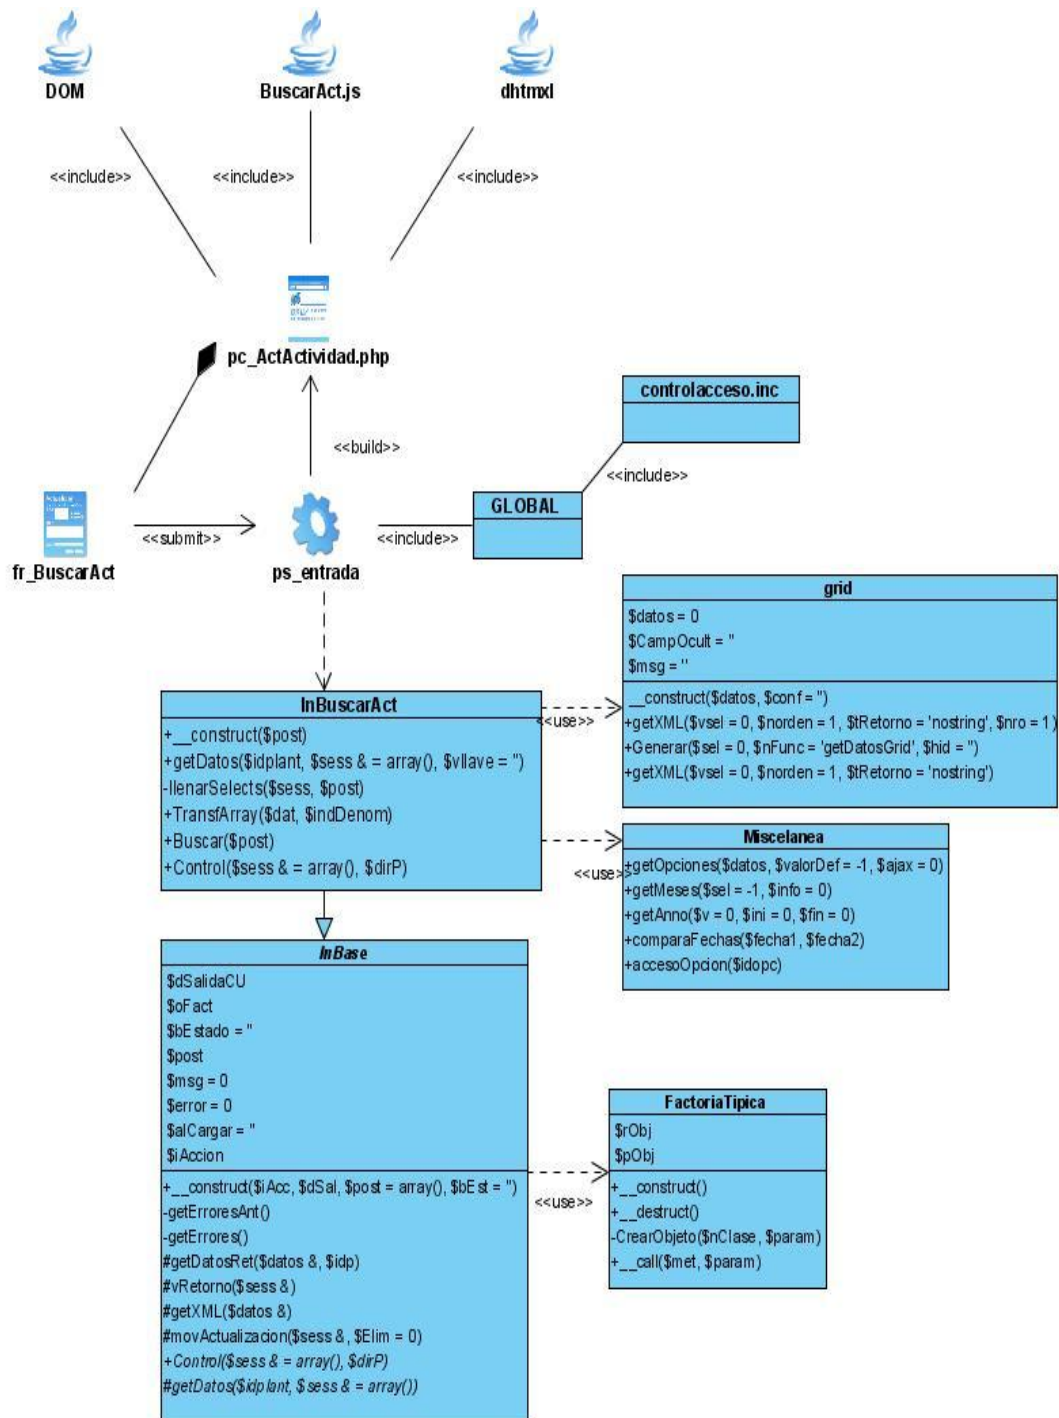 DOM
BuscarAct.js
dhtmxl
<<include>>
<<include>>
<<include>>
pc_ActActividad.php
<<build>>
controlacceso.inc
<<include>>
GLOBAL
<<submit>>
<<include>>
fr_BuscarAct
ps_entrada
grid
$datos = 0
$CampOcult = ''
$msg = ''
__construct($datos, $conf = '')
+getXML($vsel = 0, $norden = 1, $tRetorno = 'nostring', $nro = 1)
+Generar($sel = 0, $nFunc = 'getDatosGrid', $hid = '')
+getXML($vsel = 0, $norden = 1, $tRetorno = 'nostring')
InBuscarAct
+__construct($post)
+getDatos($idplant, $sess & = array(), $vllave = '')
-llenarSelects($sess, $post)
+TransfArray($dat, $indDenom)
+Buscar($post)
+Control($sess & = array(), $dirP)
<<use>>
<<use>>
Miscelanea
+getOpciones($datos, $valorDef = -1, $ajax = 0)
+getMeses($sel = -1, $info = 0)
+getAnno($v = 0, $ini = 0, $fin = 0)
+comparaFechas($fecha1, $fecha2)
+accesoOpcion($idopc)
InBase
$dSalidaCU
$oFact
$bEstado = ''
$post
$msg = 0
$error = 0
$alCargar = ''
$iAccion
+__construct($iAcc, $dSal, $post = array(), $bEst = '')
-getErroresAnt()
-getErrores()
#getDatosRet($datos &, $idp)
#vRetorno($sess &)
#getXML($datos &)
#movActualizacion($sess &, $Elim = 0)
+Control($sess & = array(), $dirP)
#getDatos($idplant, $sess & = array())
<<use>>
FactoriaTipica
$rObj
$pObj
+__construct()
+__destruct()
-CrearObjeto($nClase, $param)
+__call($met, $param)